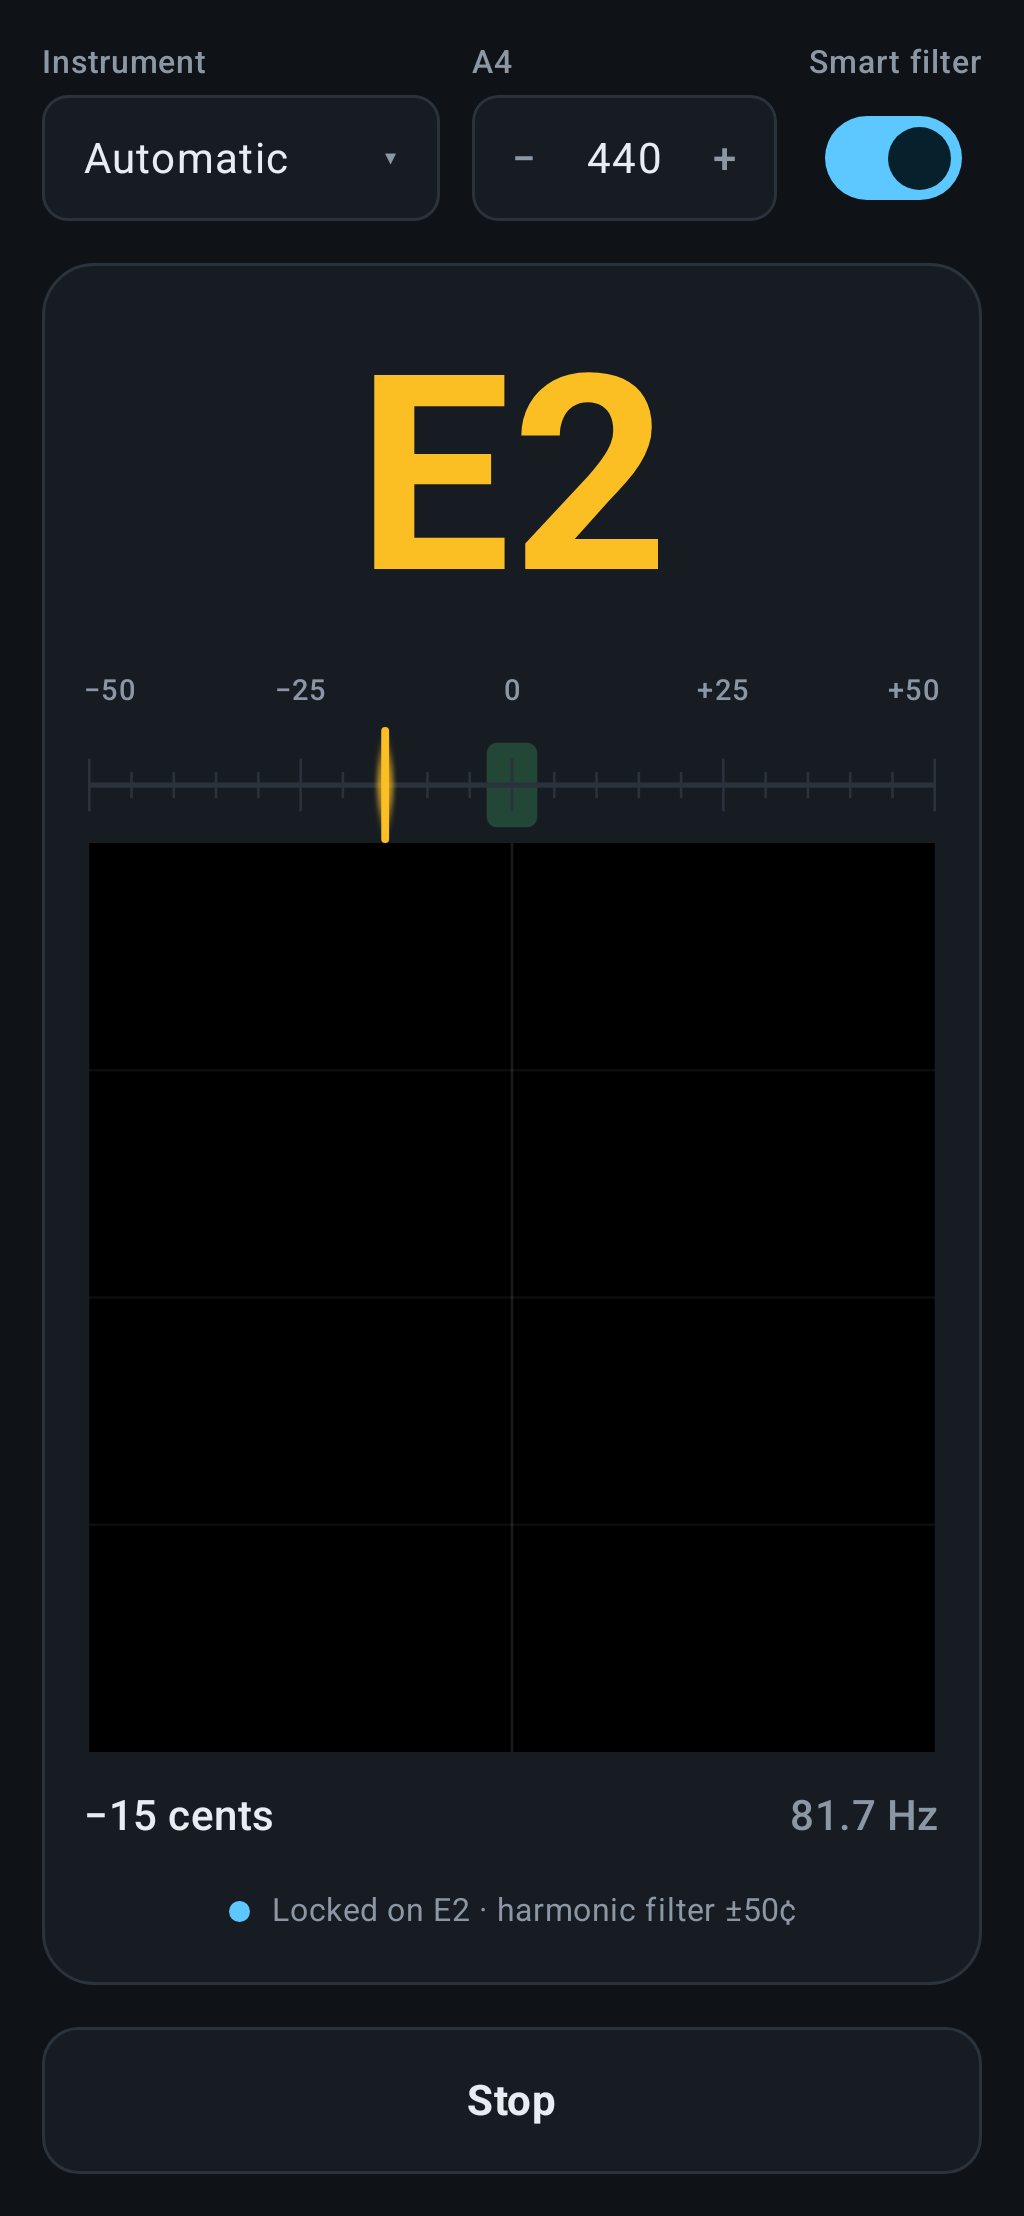 Instrument A4 Smart filter
Automatic ▾ − 440 +
E2
−50 −25 0 +25 +50
−15 cents 81.7 Hz
Locked on E2 · harmonic filter ±50¢
Stop